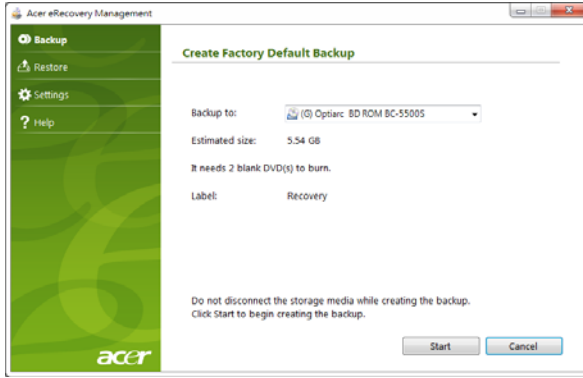 Acer eRecovery Management
Backup
Restore
Settings
Help
Create Factory Default Backup
Backup to: (G) Optiarc BD ROM BC-5500S
Estimated size: 5.54 GB
It needs 2 blank DVD(s) to burn.
Label: Recovery
Do not disconnect the storage media while creating the backup.
Click Start to begin creating the backup.
Start Cancel
acer